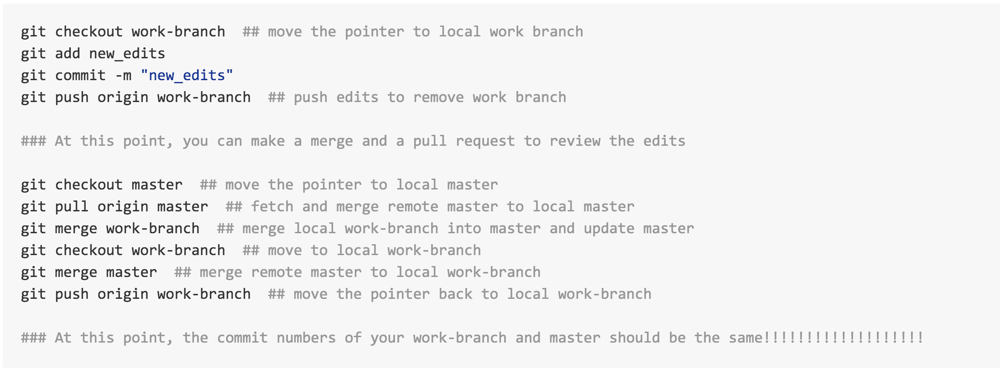 git checkout work-branch  ## move the pointer to local work branch
git add new_edits
git commit -m "new_edits"
git push origin work-branch  ## push edits to remove work branch
### At this point, you can make a merge and a pull request to review the edits
git checkout master  ## move the pointer to local master
git pull origin master  ## fetch and merge remote master to local master
git merge work-branch  ## merge local work-branch into master and update master
git checkout work-branch  ## move to local work-branch
git merge master  ## merge remote master to local work-branch
git push origin work-branch  ## move the pointer back to local work-branch
### At this point, the commit numbers of your work-branch and master should be the same!!!!!!!!!!!!!!!!!!!